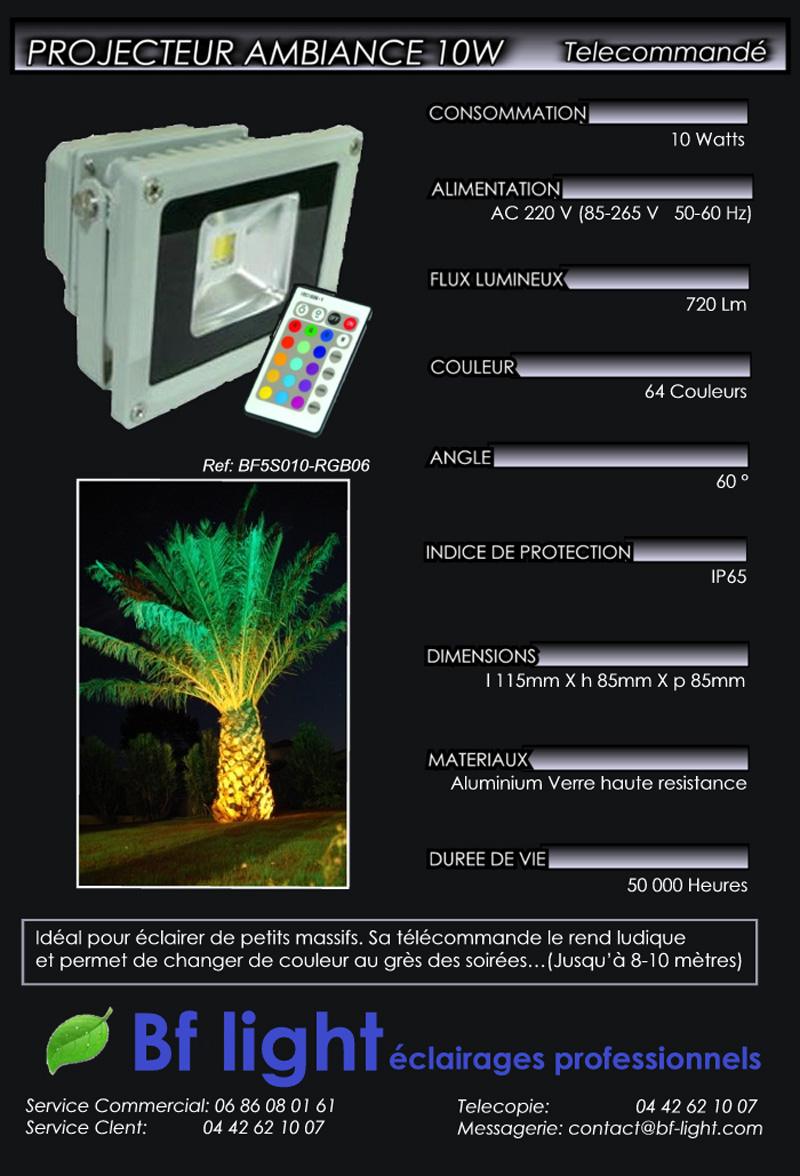 PROJECTEUR AMBIANCE 10W Telecommandé
CONSOMMATION
10 Watts
ALIMENTATION
AC 220 V (85-265 V 50-60 Hz)
FLUX LUMINEUX
720 Lm
COULEUR
64 Couleurs
ANGLE
60 °
INDICE DE PROTECTION
IP65
DIMENSIONS
l 115mm X h 85mm X p 85mm
MATERIAUX
Aluminium Verre haute resistance
DUREE DE VIE
50 000 Heures
OFF ON
R G B W
Ref: BF5S010-RGB06
Idéal pour éclairer de petits massifs. Sa télécommande le rend ludique
et permet de changer de couleur au grès des soirées...(Jusqu'à 8-10 mètres)
Bf light éclairages professionnels
Service Commercial: 06 86 08 01 61
Service Clent: 04 42 62 10 07
Telecopie: 04 42 62 10 07
Messagerie: contact@bf-light.com